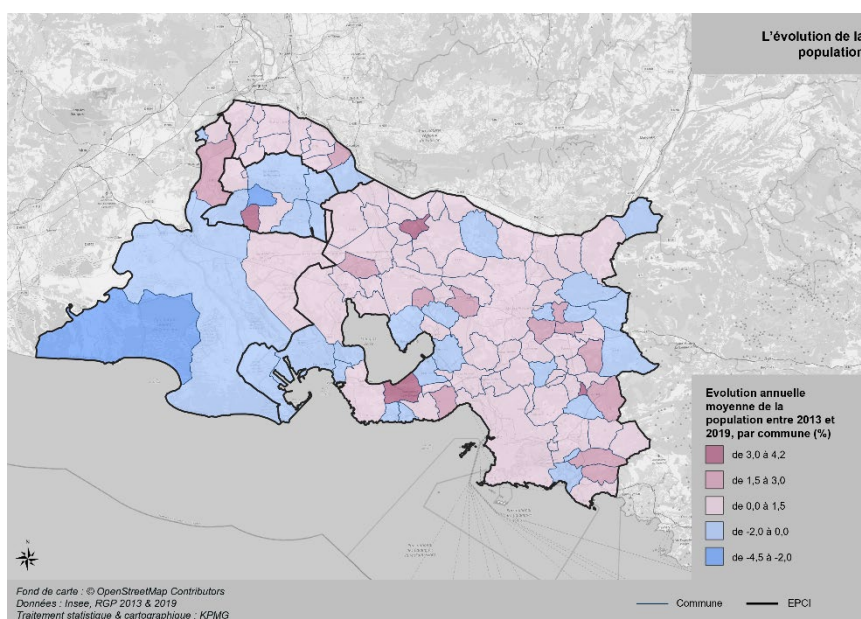 L'évolution de la
population
Evolution annuelle
moyenne de la
population entre 2013 et
2019, par commune (%)
de 3,0 à 4,2
de 1,5 à 3,0
de 0,0 à 1,5
de -2,0 à 0,0
de -4,5 à -2,0
Fond de carte : © OpenStreetMap Contributors
Données : Insee, RGP 2013 & 2019
Traitement statistique & cartographique : KPMG
Commune
EPCI